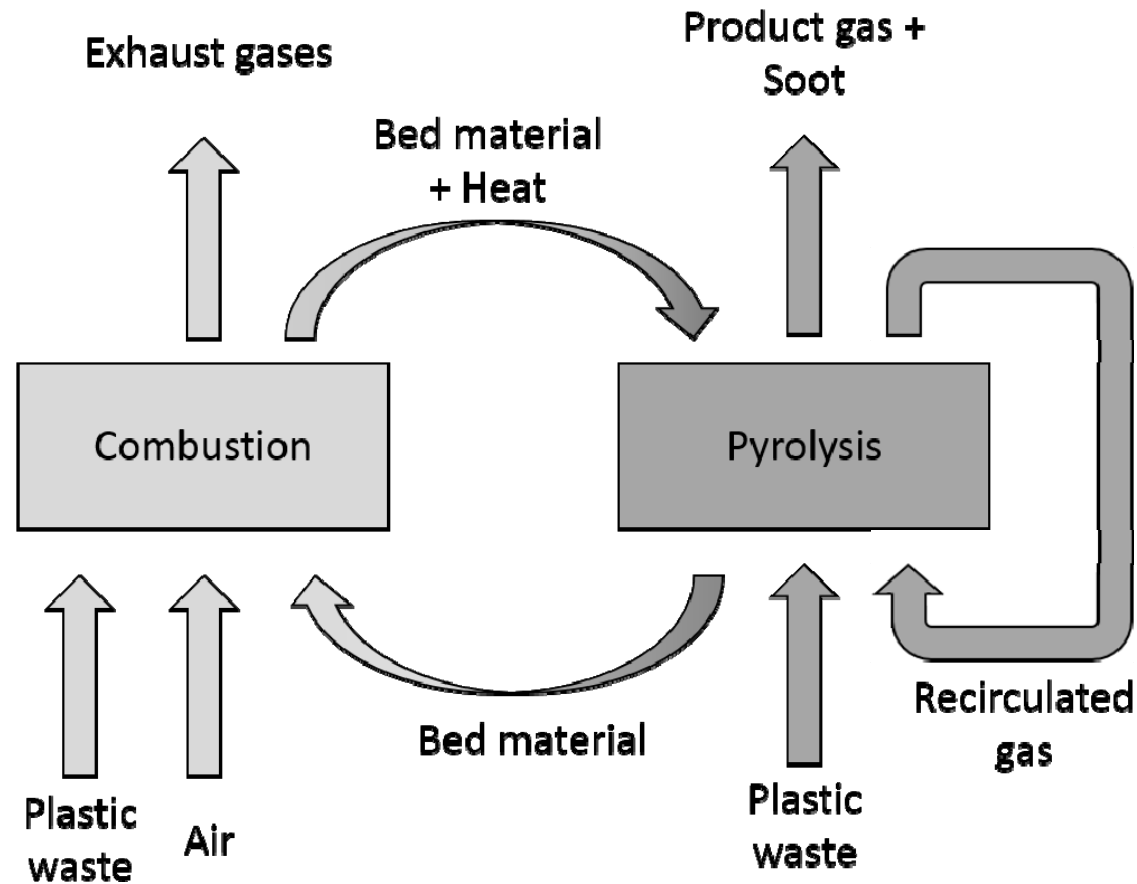 Exhaust gases
Product gas +
Soot
Bed material
+ Heat
Combustion
Pyrolysis
Bed material
Recirculated
gas
Plastic
waste
Air
Plastic
waste